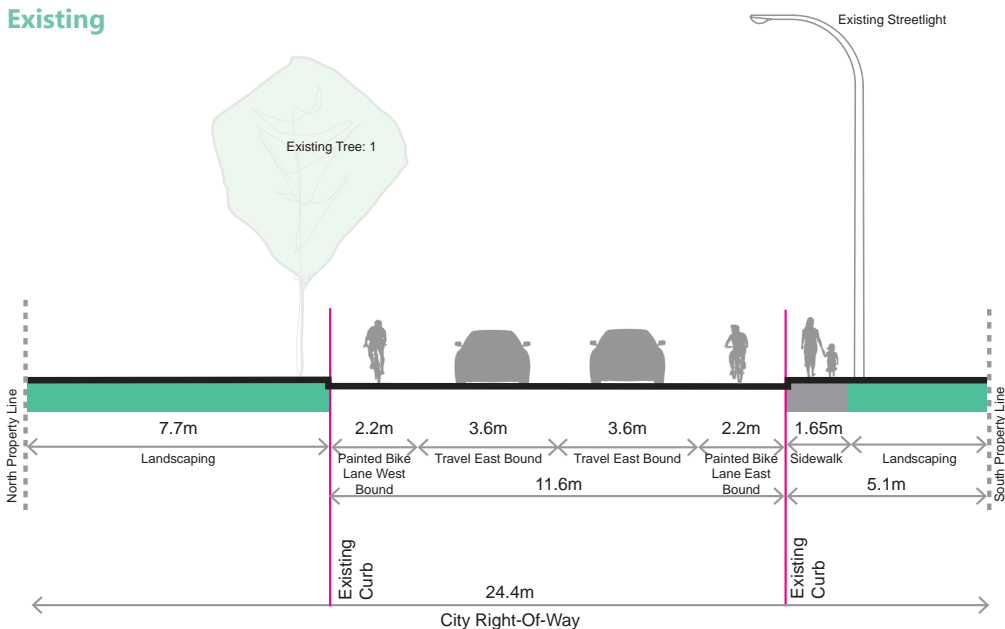 Existing
Existing Streetlight
Existing Tree: 1
North Property Line
South Property Line
7.7m
2.2m
3.6m
3.6m
2.2m
1.65m
Landscaping
Painted Bike
Lane West
Bound
Travel East Bound
Travel East Bound
Painted Bike
Lane East
Bound
Sidewalk
Landscaping
11.6m
5.1m
Existing
Curb
Existing
Curb
24.4m
City Right-Of-Way